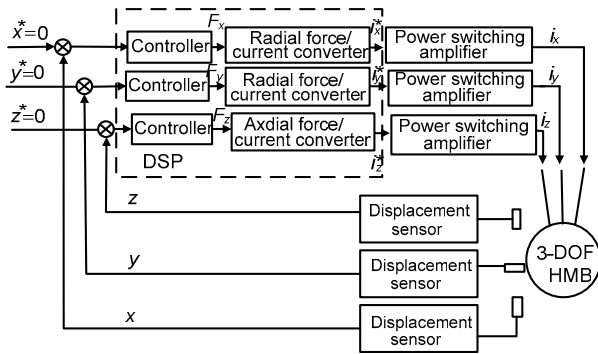 x*=0
Controller
Fx
Radial force/
current converter
ix*
Power switching
amplifier
ix
y*=0
Controller
Fy
Radial force/
current converter
iy*
Power switching
amplifier
iy
z*=0
Controller
Fz
Axdial force/
current converter
iz*
Power switching
amplifier
iz
DSP
z
Displacement
sensor
y
Displacement
sensor
x
Displacement
sensor
3-DOF
HMB